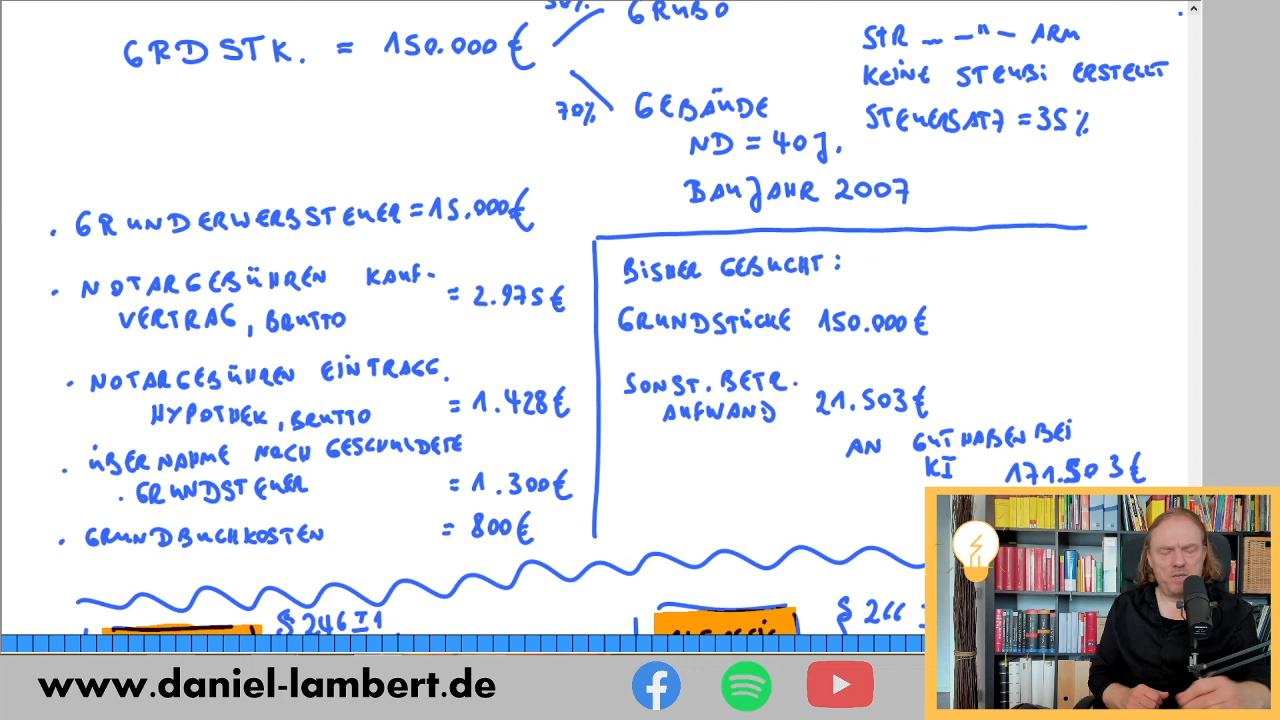 GRUBO
GRDSTK. = 150.000€
70%
GEBÄUDE
ND = 40 J.
BAUJAHR 2007
STR ... —"— ARM
KEINE STEUBI ERSTELLT
STEUERSATZ = 35%
. GRUNDERWERBSTEUER = 15.000€
. NOTARGEBÜHREN KAUF-
VERTRAG, BRUTTO = 2.975€
. NOTARGEBÜHREN EINTRAGG.
HYPOTHEK, BRUTTO = 1.428€
. ÜBERNAHME NOCH GESCHULDETE
. GRUNDSTEUER = 1.300€
. GRUNDBUCHKOSTEN = 800€
BISHER GEBUCHT:
GRUNDSTÜCKE 150.000€
SONST. BETR.
AUFWAND 21.503€
AN GUTHABEN BEI
KI 171.503€
§ 246 I 1
§ 266
www.daniel-lambert.de